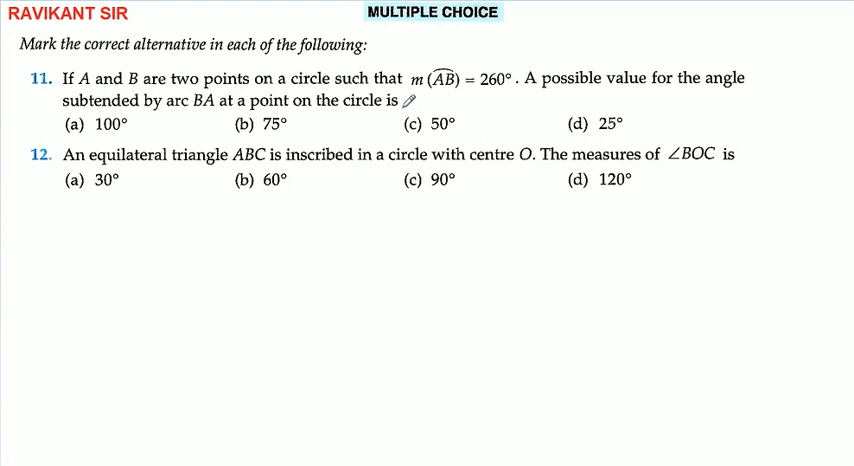 RAVIKANT SIR
MULTIPLE CHOICE
Mark the correct alternative in each of the following:
11. If A and B are two points on a circle such that m(A͡B) = 260°. A possible value for the angle
subtended by arc BA at a point on the circle is
(a) 100° (b) 75° (c) 50° (d) 25°
12. An equilateral triangle ABC is inscribed in a circle with centre O. The measures of ∠BOC is
(a) 30° (b) 60° (c) 90° (d) 120°